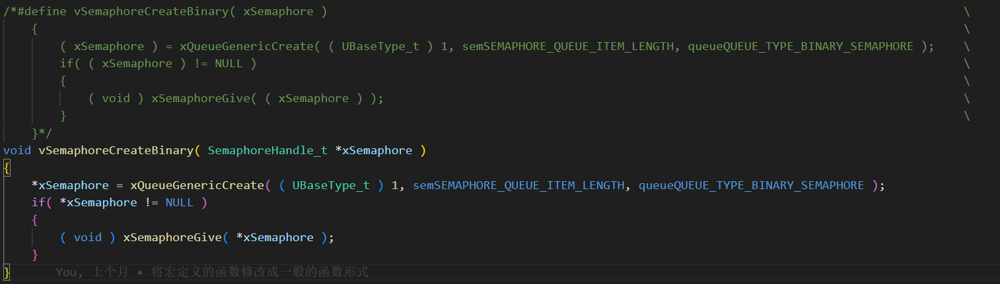 /*#define vSemaphoreCreateBinary( xSemaphore ) \
{ \
( xSemaphore ) = xQueueGenericCreate( ( UBaseType_t ) 1, semSEMAPHORE_QUEUE_ITEM_LENGTH, queueQUEUE_TYPE_BINARY_SEMAPHORE ); \
if( ( xSemaphore ) != NULL ) \
{ \
( void ) xSemaphoreGive( ( xSemaphore ) ); \
} \
}*/
void vSemaphoreCreateBinary( SemaphoreHandle_t *xSemaphore )
{
*xSemaphore = xQueueGenericCreate( ( UBaseType_t ) 1, semSEMAPHORE_QUEUE_ITEM_LENGTH, queueQUEUE_TYPE_BINARY_SEMAPHORE );
if( *xSemaphore != NULL )
{
( void ) xSemaphoreGive( *xSemaphore );
}
} You, 上个月 • 将宏定义的函数修改成一般的函数形式